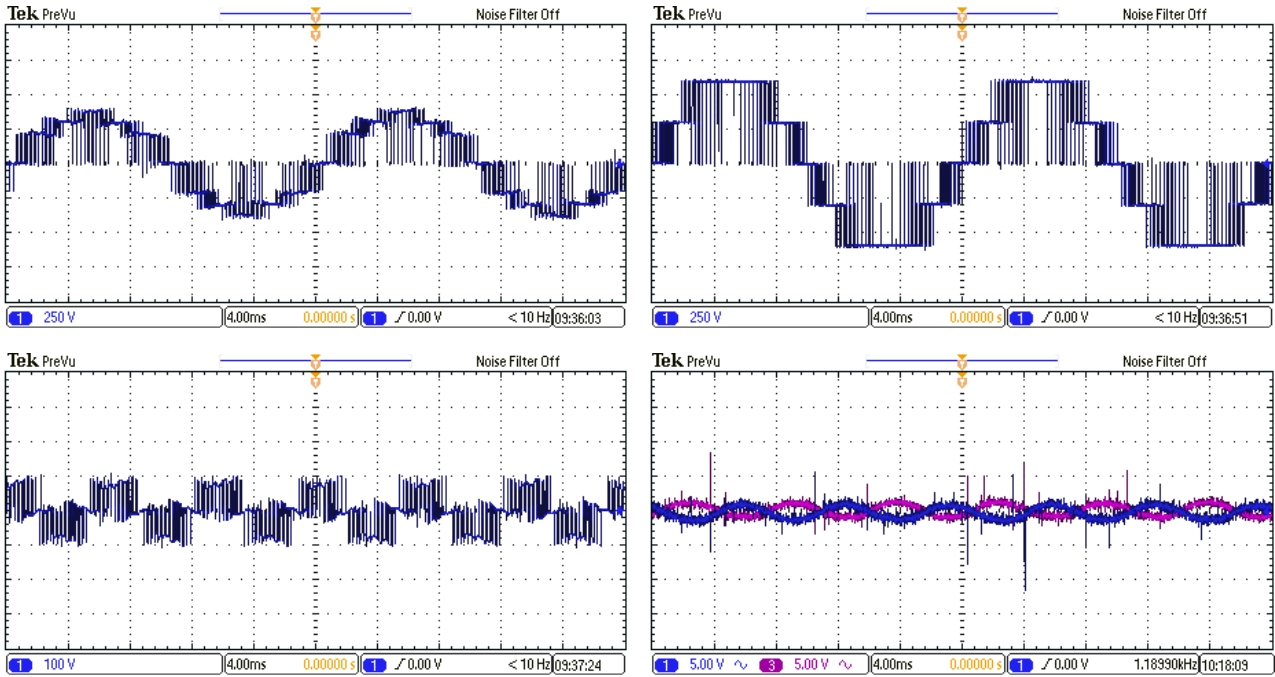 Tek PreVu Noise Filter Off
1 250 V 4.00ms 0.00000 s 1 / 0.00 V < 10 Hz 09:36:03
Tek PreVu Noise Filter Off
1 250 V 4.00ms 0.00000 s 1 / 0.00 V < 10 Hz 09:36:51
Tek PreVu Noise Filter Off
1 100 V 4.00ms 0.00000 s 1 / 0.00 V < 10 Hz 09:37:24
Tek PreVu Noise Filter Off
1 5.00 V ∿ 3 5.00 V ∿ 4.00ms 0.00000 s 1 / 0.00 V 1.18990kHz 10:18:09